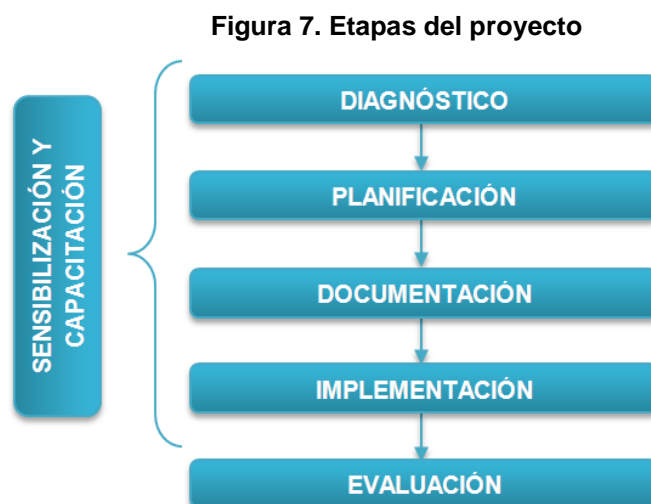 Figura 7. Etapas del proyecto
SENSIBILIZACIÓN Y
CAPACITACIÓN
DIAGNÓSTICO
PLANIFICACIÓN
DOCUMENTACIÓN
IMPLEMENTACIÓN
EVALUACIÓN